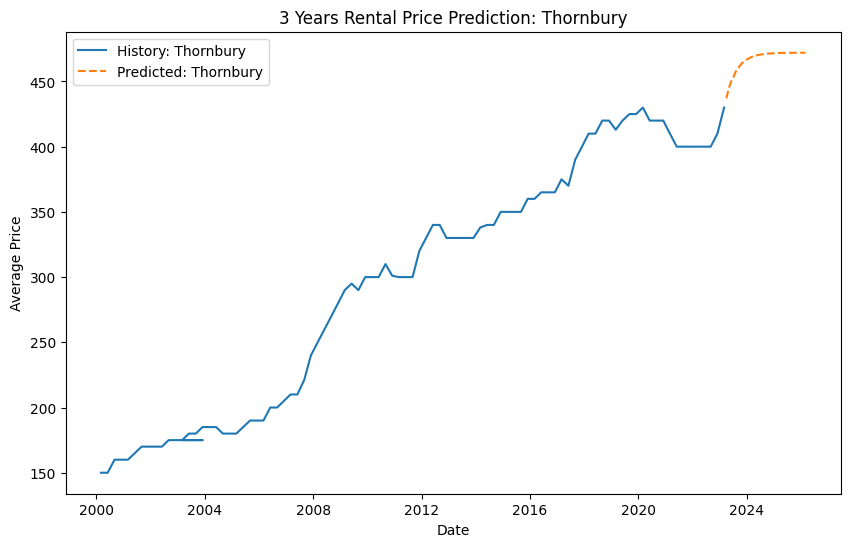 3 Years Rental Price Prediction: Thornbury
History: Thornbury
Predicted: Thornbury
450
400
350
300
250
200
150
Average Price
2000 2004 2008 2012 2016 2020 2024
Date